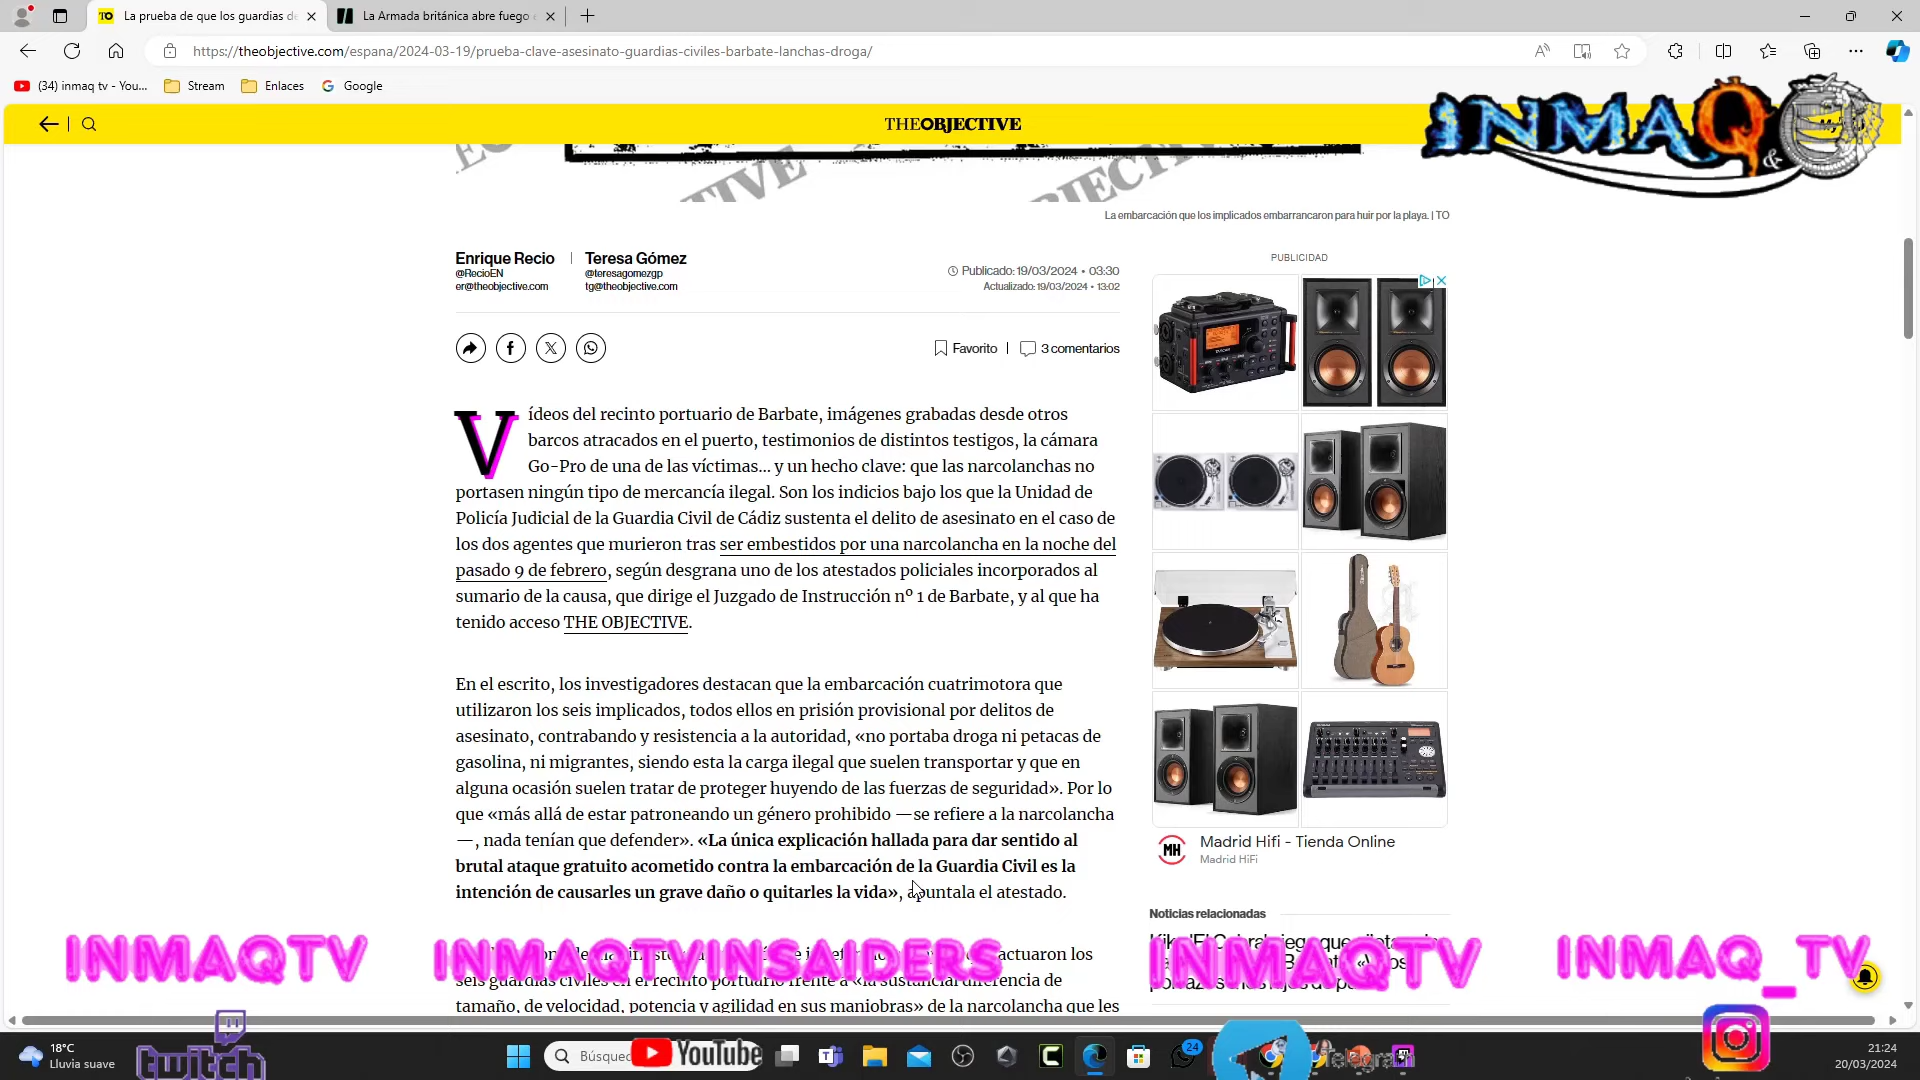 La prueba de que los guardias de
La Armada británica abre fuego
https://theobjective.com/espana/2024-03-19/prueba-clave-asesinato-guardias-civiles-barbate-lanchas-droga/
(34) inmaq tv - You...
Stream
Enlaces
Google
THEOBJECTIVE
INMAQ &
La embarcación que los implicados embarrancaron para huir por la playa. | TO
Enrique Recio | Teresa Gómez
@RecioEN @teresagomezgp
er@theobjective.com tg@theobjective.com
Publicado: 19/03/2024 • 03:30
Actualizado: 19/03/2024 • 13:02
PUBLICIDAD
Favorito | 3 comentarios
Vídeos del recinto portuario de Barbate, imágenes grabadas desde otros
barcos atracados en el puerto, testimonios de distintos testigos, la cámara
Go-Pro de una de las víctimas... y un hecho clave: que las narcolanchas no
portasen ningún tipo de mercancía ilegal. Son los indicios bajo los que la Unidad de
Policía Judicial de la Guardia Civil de Cádiz sustenta el delito de asesinato en el caso de
los dos agentes que murieron tras ser embestidos por una narcolancha en la noche del
pasado 9 de febrero, según desgrana uno de los atestados policiales incorporados al
sumario de la causa, que dirige el Juzgado de Instrucción nº 1 de Barbate, y al que ha
tenido acceso THE OBJECTIVE.
En el escrito, los investigadores destacan que la embarcación cuatrimotora que
utilizaron los seis implicados, todos ellos en prisión provisional por delitos de
asesinato, contrabando y resistencia a la autoridad, «no portaba droga ni petacas de
gasolina, ni migrantes, siendo esta la carga ilegal que suelen transportar y que en
alguna ocasión suelen tratar de proteger huyendo de las fuerzas de seguridad». Por lo
que «más allá de estar patroneando un género prohibido —se refiere a la narcolancha
—, nada tenían que defender». «La única explicación hallada para dar sentido al
brutal ataque gratuito acometido contra la embarcación de la Guardia Civil es la
intención de causarles un grave daño o quitarles la vida», apuntala el atestado.
MH
Madrid Hifi - Tienda Online
Madrid HiFi
Noticias relacionadas
INMAQTV
INMAQTVINSAIDERS
INMAQTV
INMAQ_TV
actuaron los
seis guardias civiles en el recinto portuario frente a «la sustancial diferencia de
tamaño, de velocidad, potencia y agilidad en sus maniobras» de la narcolancha que les
18°C
Lluvia suave
twitch
YouTube
24
Telegram
21:24
20/03/2024